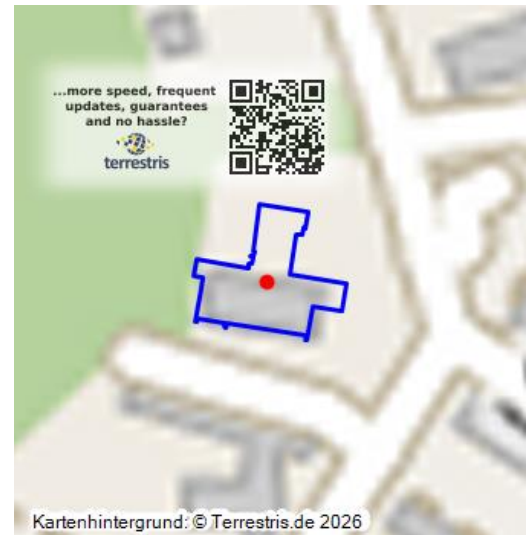 ...more speed, frequent
updates, guarantees
and no hassle?
terrestris
Kartenhintergrund: © Terrestris.de 2026